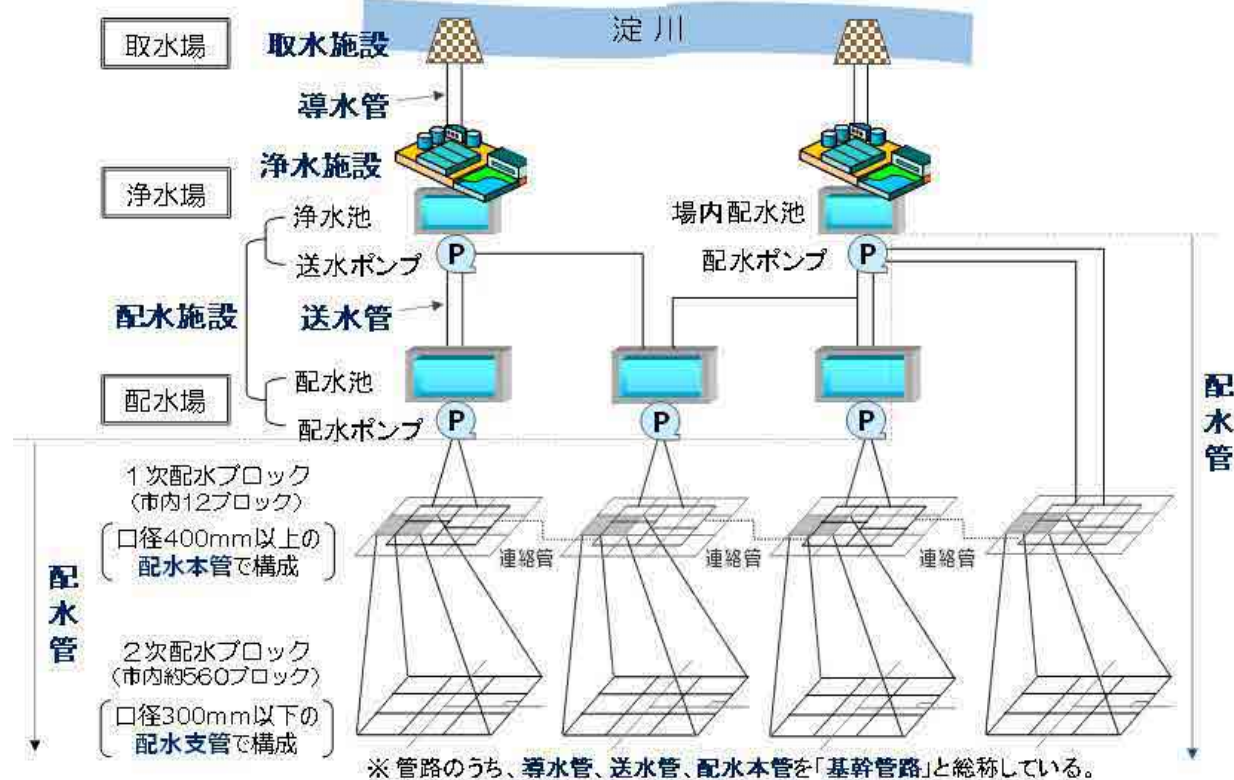 淀川
取水場
取水施設
導水管
浄水施設
浄水場
浄水池
場内配水池
送水ポンプ
P
配水ポンプ
P
配水施設
送水管
配水場
配水池
配水ポンプ
P
P
P
配水管
1次配水ブロック
(市内12ブロック)
口径400mm以上の
配水本管で構成
連絡管
連絡管
連絡管
配水管
2次配水ブロック
(市内約560ブロック)
口径300mm以下の
配水支管で構成
※ 管路のうち、導水管、送水管、配水本管を「基幹管路」と総称している。